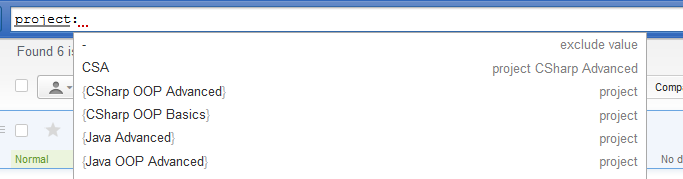 project:
Found 6 is
- exclude value
CSA project CSharp Advanced
{CSharp OOP Advanced} project
{CSharp OOP Basics} project
{Java Advanced} project
{Java OOP Advanced} project
Compa
Normal
No d